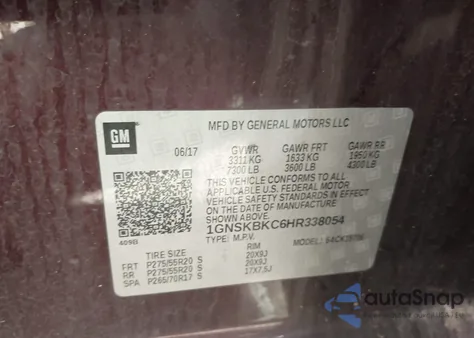 GM
MFD BY GENERAL MOTORS LLC
06/17 GVWR GAWR FRT GAWR RR
3311 KG 1633 KG 1950 KG
7300 LB 3600 LB 4300 LB
THIS VEHICLE CONFORMS TO ALL
APPLICABLE U.S. FEDERAL MOTOR
VEHICLE SAFETY STANDARDS IN EFFECT
ON THE DATE OF MANUFACTURE
SHOWN ABOVE.
1GNSKBKC6HR338054
TYPE: M.P.V. MODEL:
409B
TIRE SIZE RIM
FRT P275/55R20 S 20X9J
RR P275/55R20 S 20X9J
SPA P265/70R17 S 17X7.5J
autoSnap